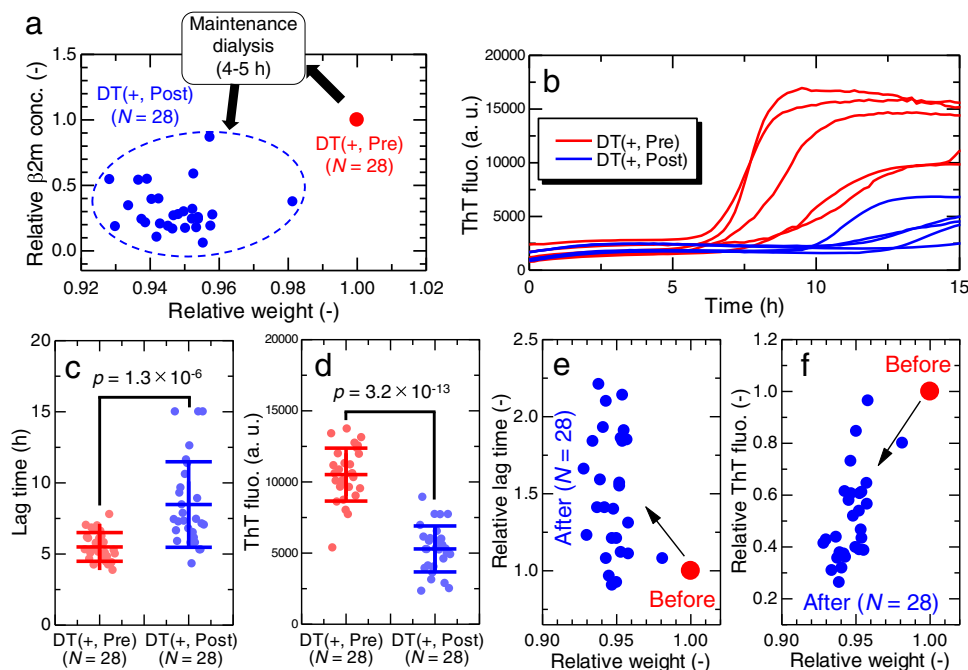 a
Maintenance
dialysis
(4-5 h)
DT(+, Post)
(N = 28)
DT(+, Pre)
(N = 28)
Relative β2m conc. (-)
1.5
1.0
0.5
0.0
0.92 0.94 0.96 0.98 1.00 1.02
Relative weight (-)
b
ThT fluo. (a. u.)
20000
15000
10000
5000
0
DT(+, Pre)
DT(+, Post)
0 5 10 15
Time (h)
c
Lag time (h)
20
15
10
5
0
p = 1.3×10-6
DT(+, Pre) DT(+, Post)
(N = 28) (N = 28)
d
ThT fluo. (a. u.)
20000
15000
10000
5000
0
p = 3.2×10-13
DT(+, Pre) DT(+, Post)
(N = 28) (N = 28)
e
Relative lag time (-)
2.5
2.0
1.5
1.0
After (N = 28)
Before
0.90 0.95 1.00
Relative weight (-)
f
Relative ThT fluo. (-)
1.2
1.0
0.8
0.6
0.4
0.2
Before
After (N = 28)
0.90 0.95 1.00
Relative weight (-)